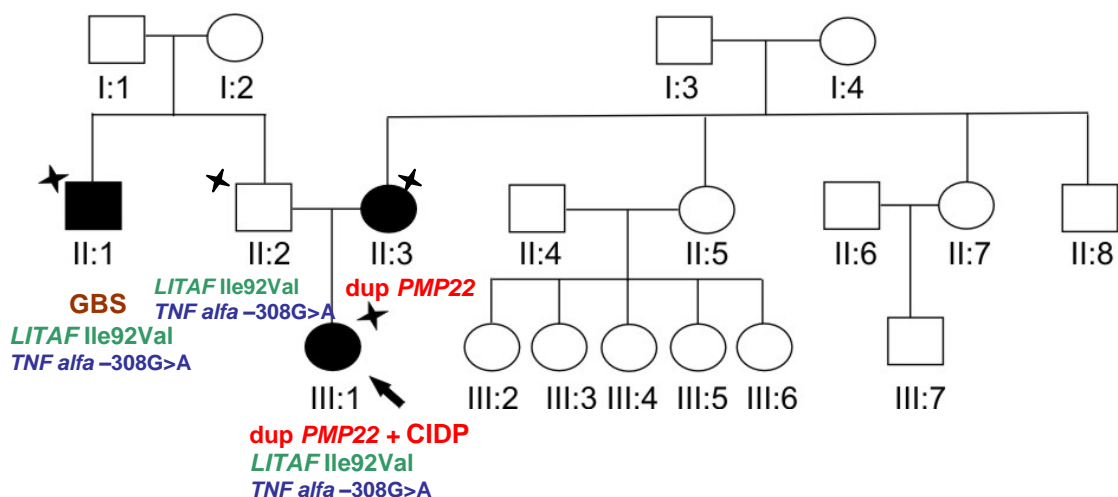 I:1
I:2
I:3
I:4
II:1
II:2
II:3
II:4
II:5
II:6
II:7
II:8
GBS
LITAF Ile92Val
TNF alfa –308G>A
LITAF Ile92Val
TNF alfa –308G>A
dup PMP22
III:1
III:2
III:3
III:4
III:5
III:6
III:7
dup PMP22 + CIDP
LITAF Ile92Val
TNF alfa –308G>A